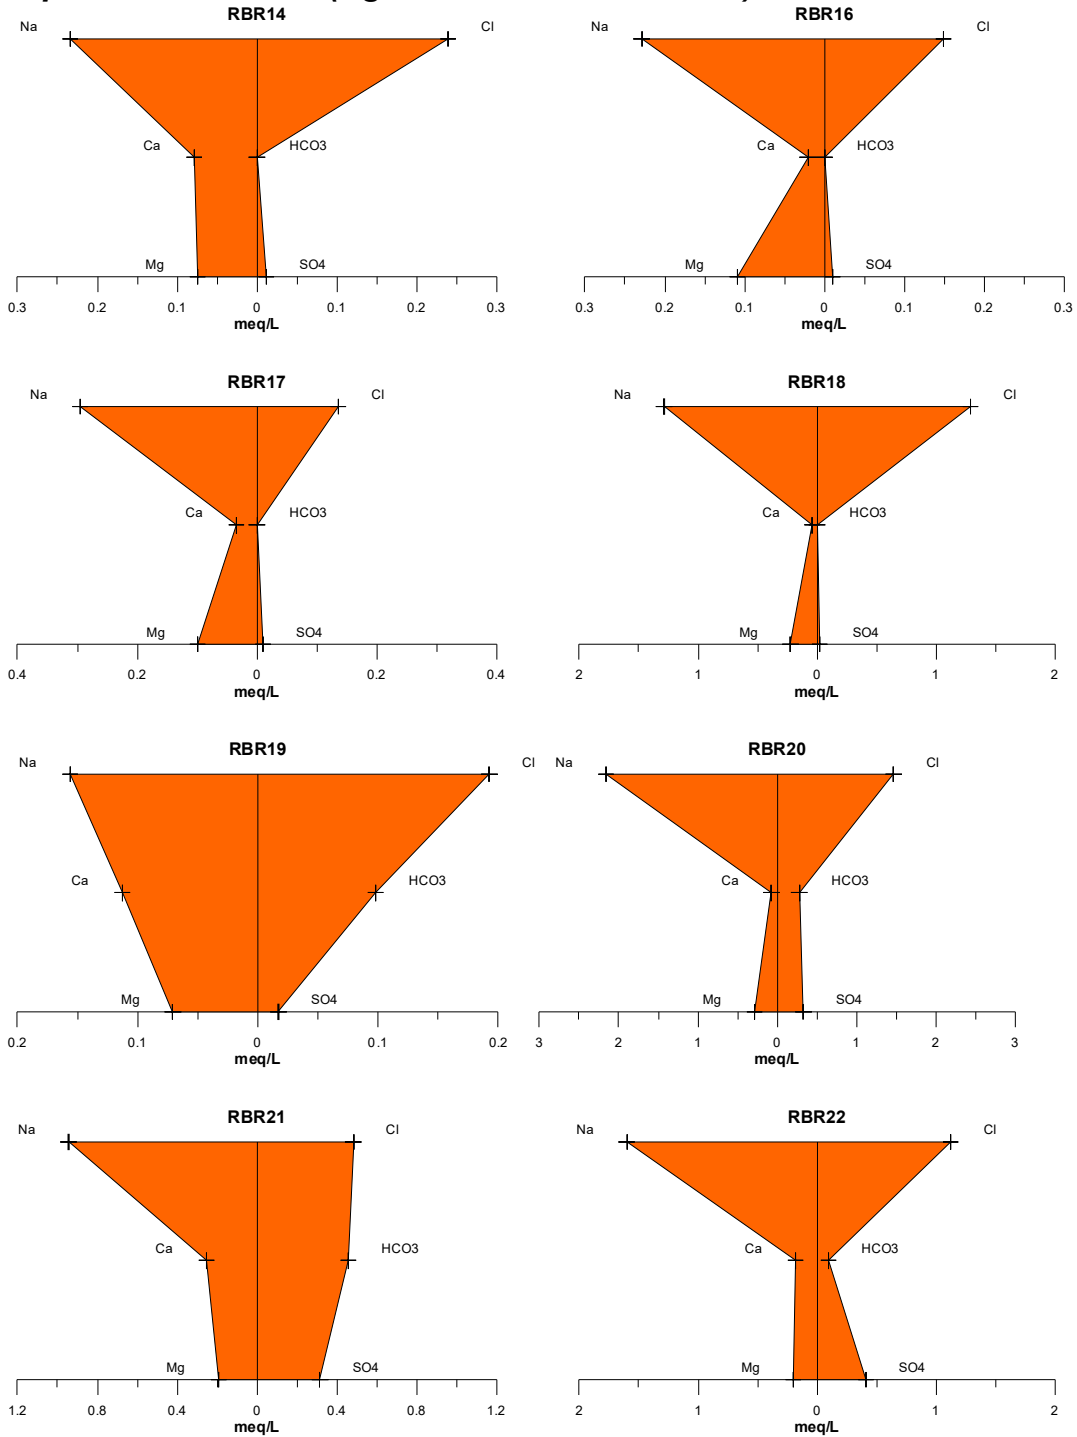 RBR14 RBR16
Na Cl Na Cl
Ca HCO3 Ca HCO3
Mg SO4 Mg SO4
0.3 0.2 0.1 0 0.1 0.2 0.3 0.3 0.2 0.1 0 0.1 0.2 0.3
meq/L meq/L
RBR17 RBR18
Na Cl Na Cl
Ca HCO3 Ca HCO3
Mg SO4 Mg SO4
0.4 0.2 0 0.2 0.4 2 1 0 1 2
meq/L meq/L
RBR19 RBR20
Na Cl Na Cl
Ca HCO3 Ca HCO3
Mg SO4 Mg SO4
0.2 0.1 0 0.1 0.2 3 2 1 0 1 2 3
meq/L meq/L
RBR21 RBR22
Na Cl Na Cl
Ca HCO3 Ca HCO3
Mg SO4 Mg SO4
1.2 0.8 0.4 0 0.4 0.8 1.2 2 1 0 1 2
meq/L meq/L